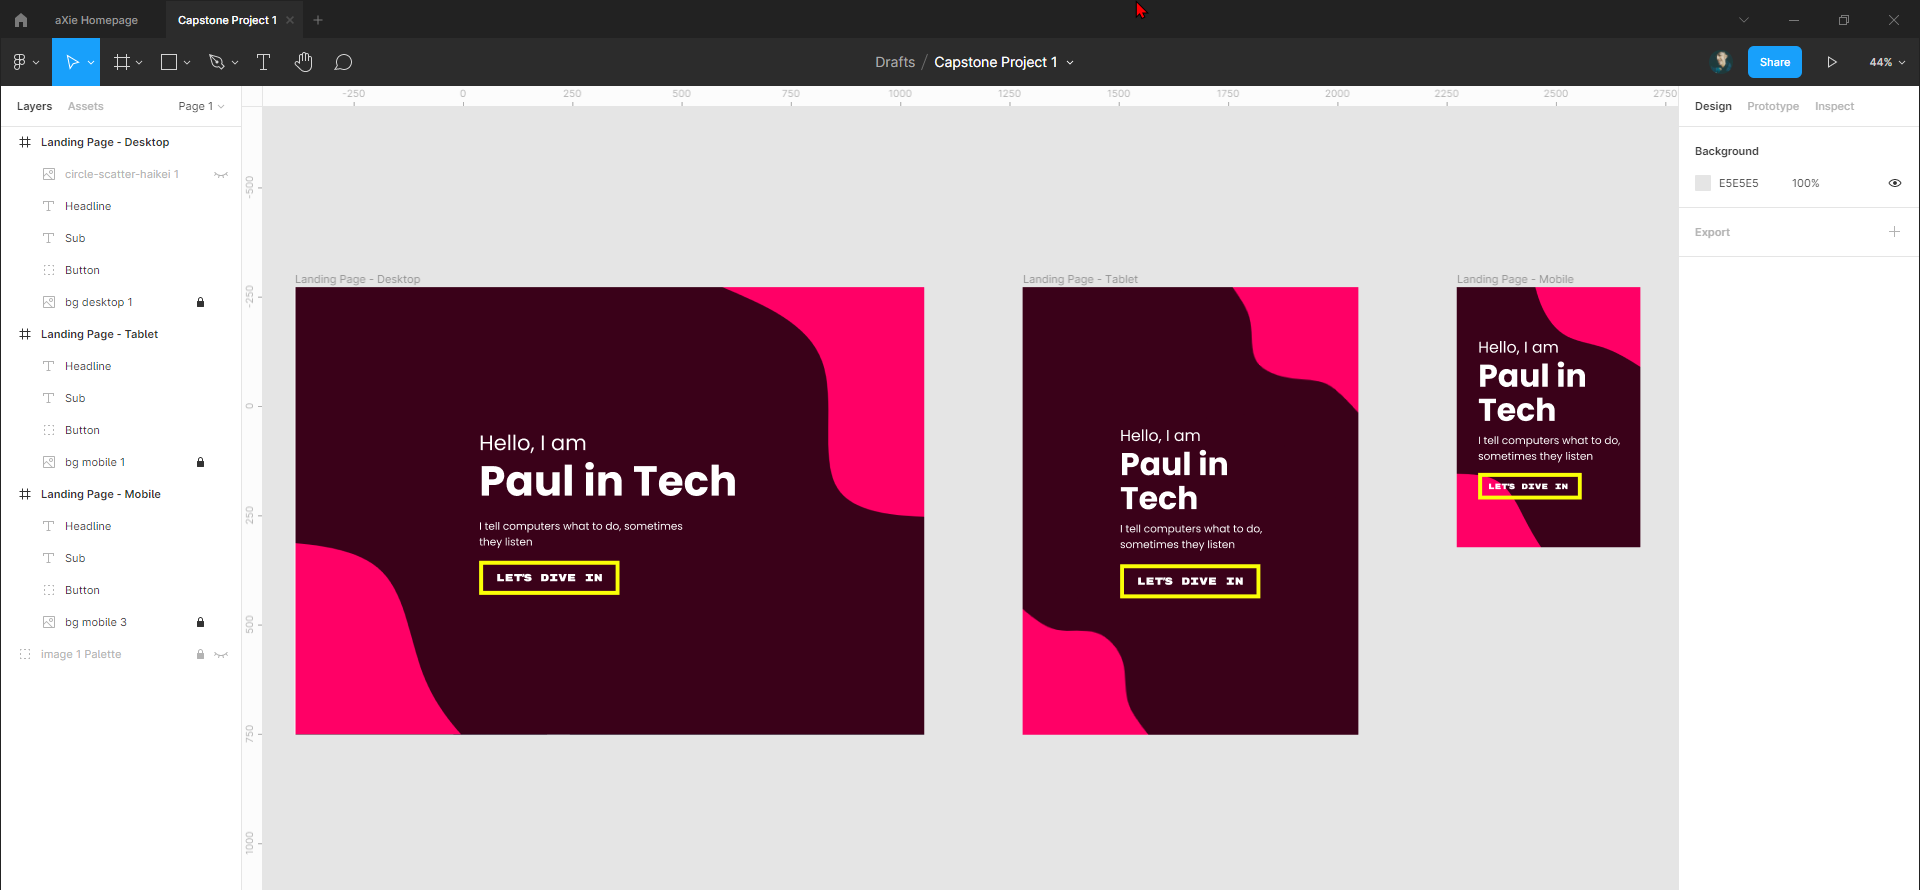 aXie Homepage
Capstone Project 1
Drafts / Capstone Project 1
Share
44%
Layers
Assets
Page 1
-250
0
250
500
750
1000
1250
1500
1750
2000
2250
2500
2750
Design
Prototype
Inspect
Landing Page - Desktop
circle-scatter-haikei 1
Headline
Sub
Button
bg desktop 1
Landing Page - Tablet
Headline
Sub
Button
bg mobile 1
Landing Page - Mobile
Headline
Sub
Button
bg mobile 3
image 1 Palette
-500
-250
0
250
500
750
1000
Landing Page - Desktop
Hello, I am
Paul in Tech
I tell computers what to do, sometimes
they listen
LET'S DIVE IN
Landing Page - Tablet
Hello, I am
Paul in
Tech
I tell computers what to do,
sometimes they listen
LET'S DIVE IN
Landing Page - Mobile
Hello, I am
Paul in
Tech
I tell computers what to do,
sometimes they listen
LET'S DIVE IN
Background
E5E5E5
100%
Export